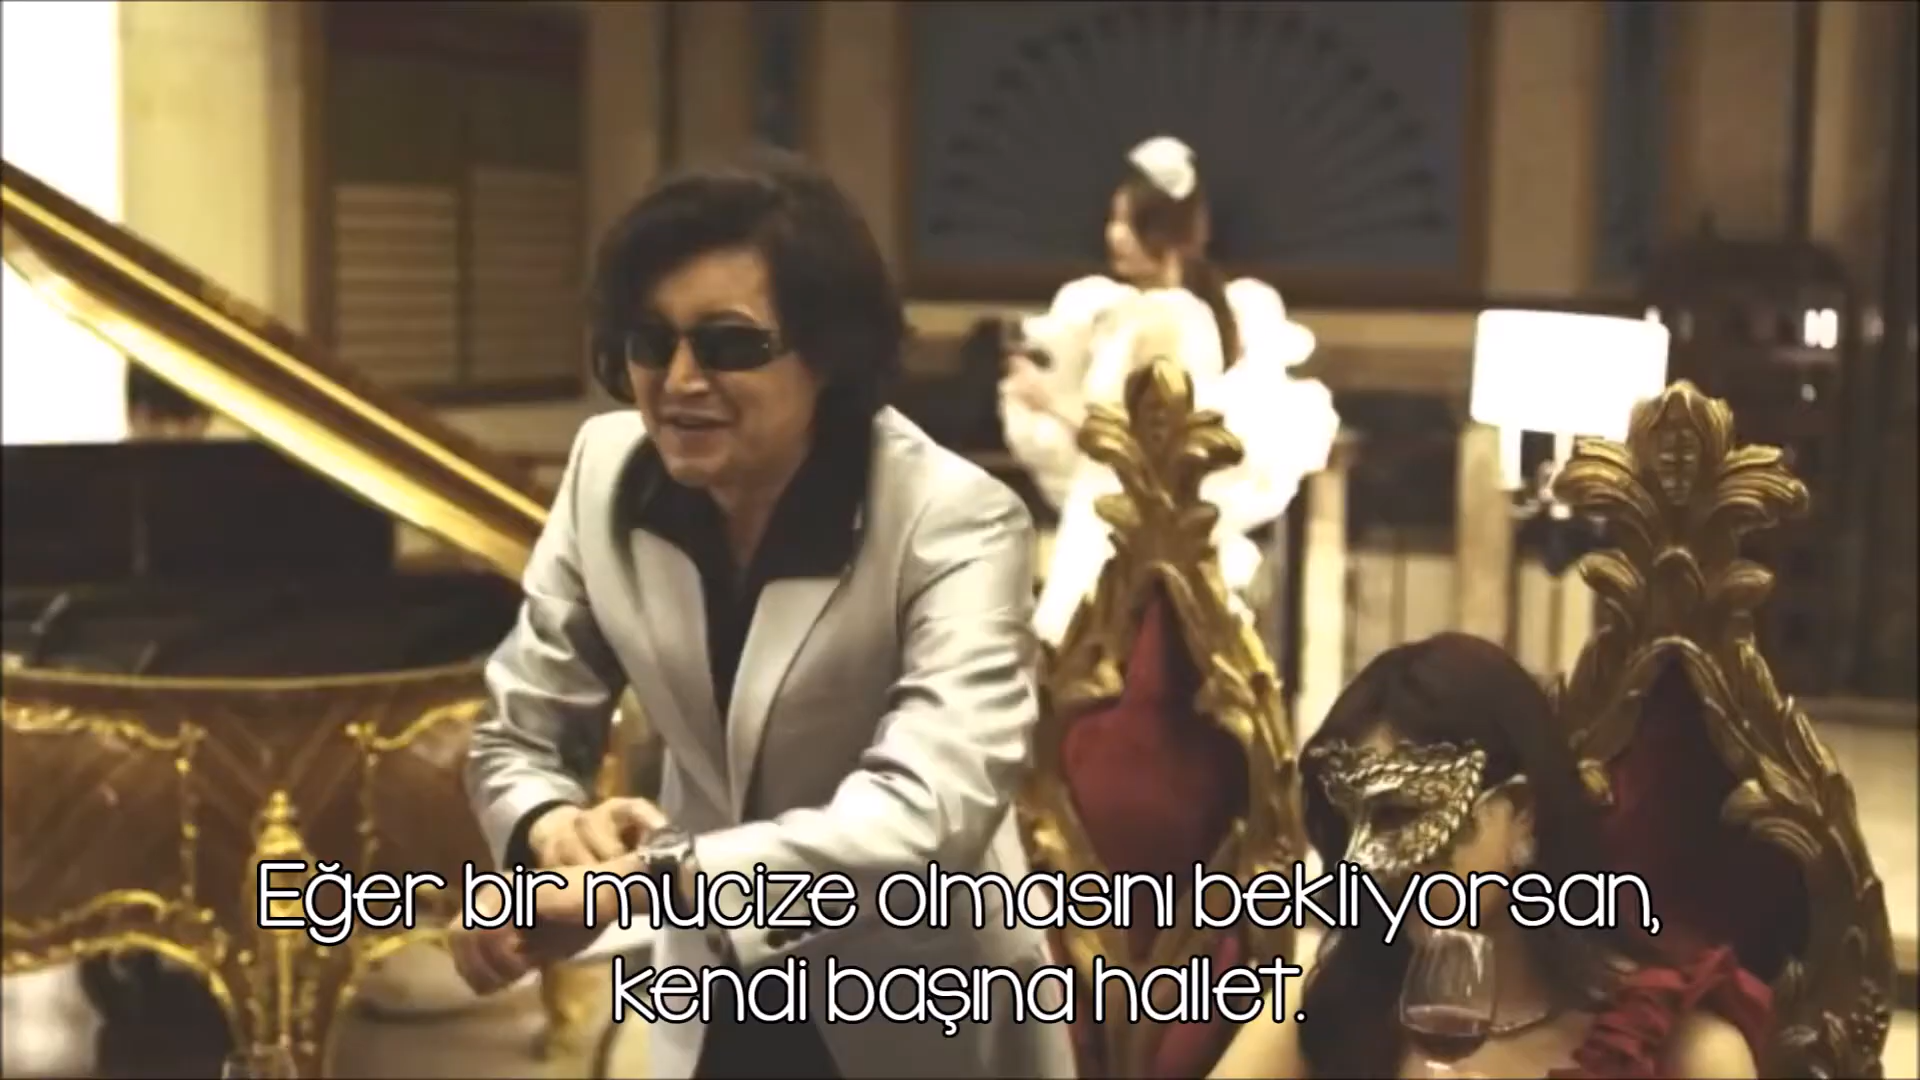 Eğer bir mucize olmasını bekliyorsan,
kendi başına hallet.